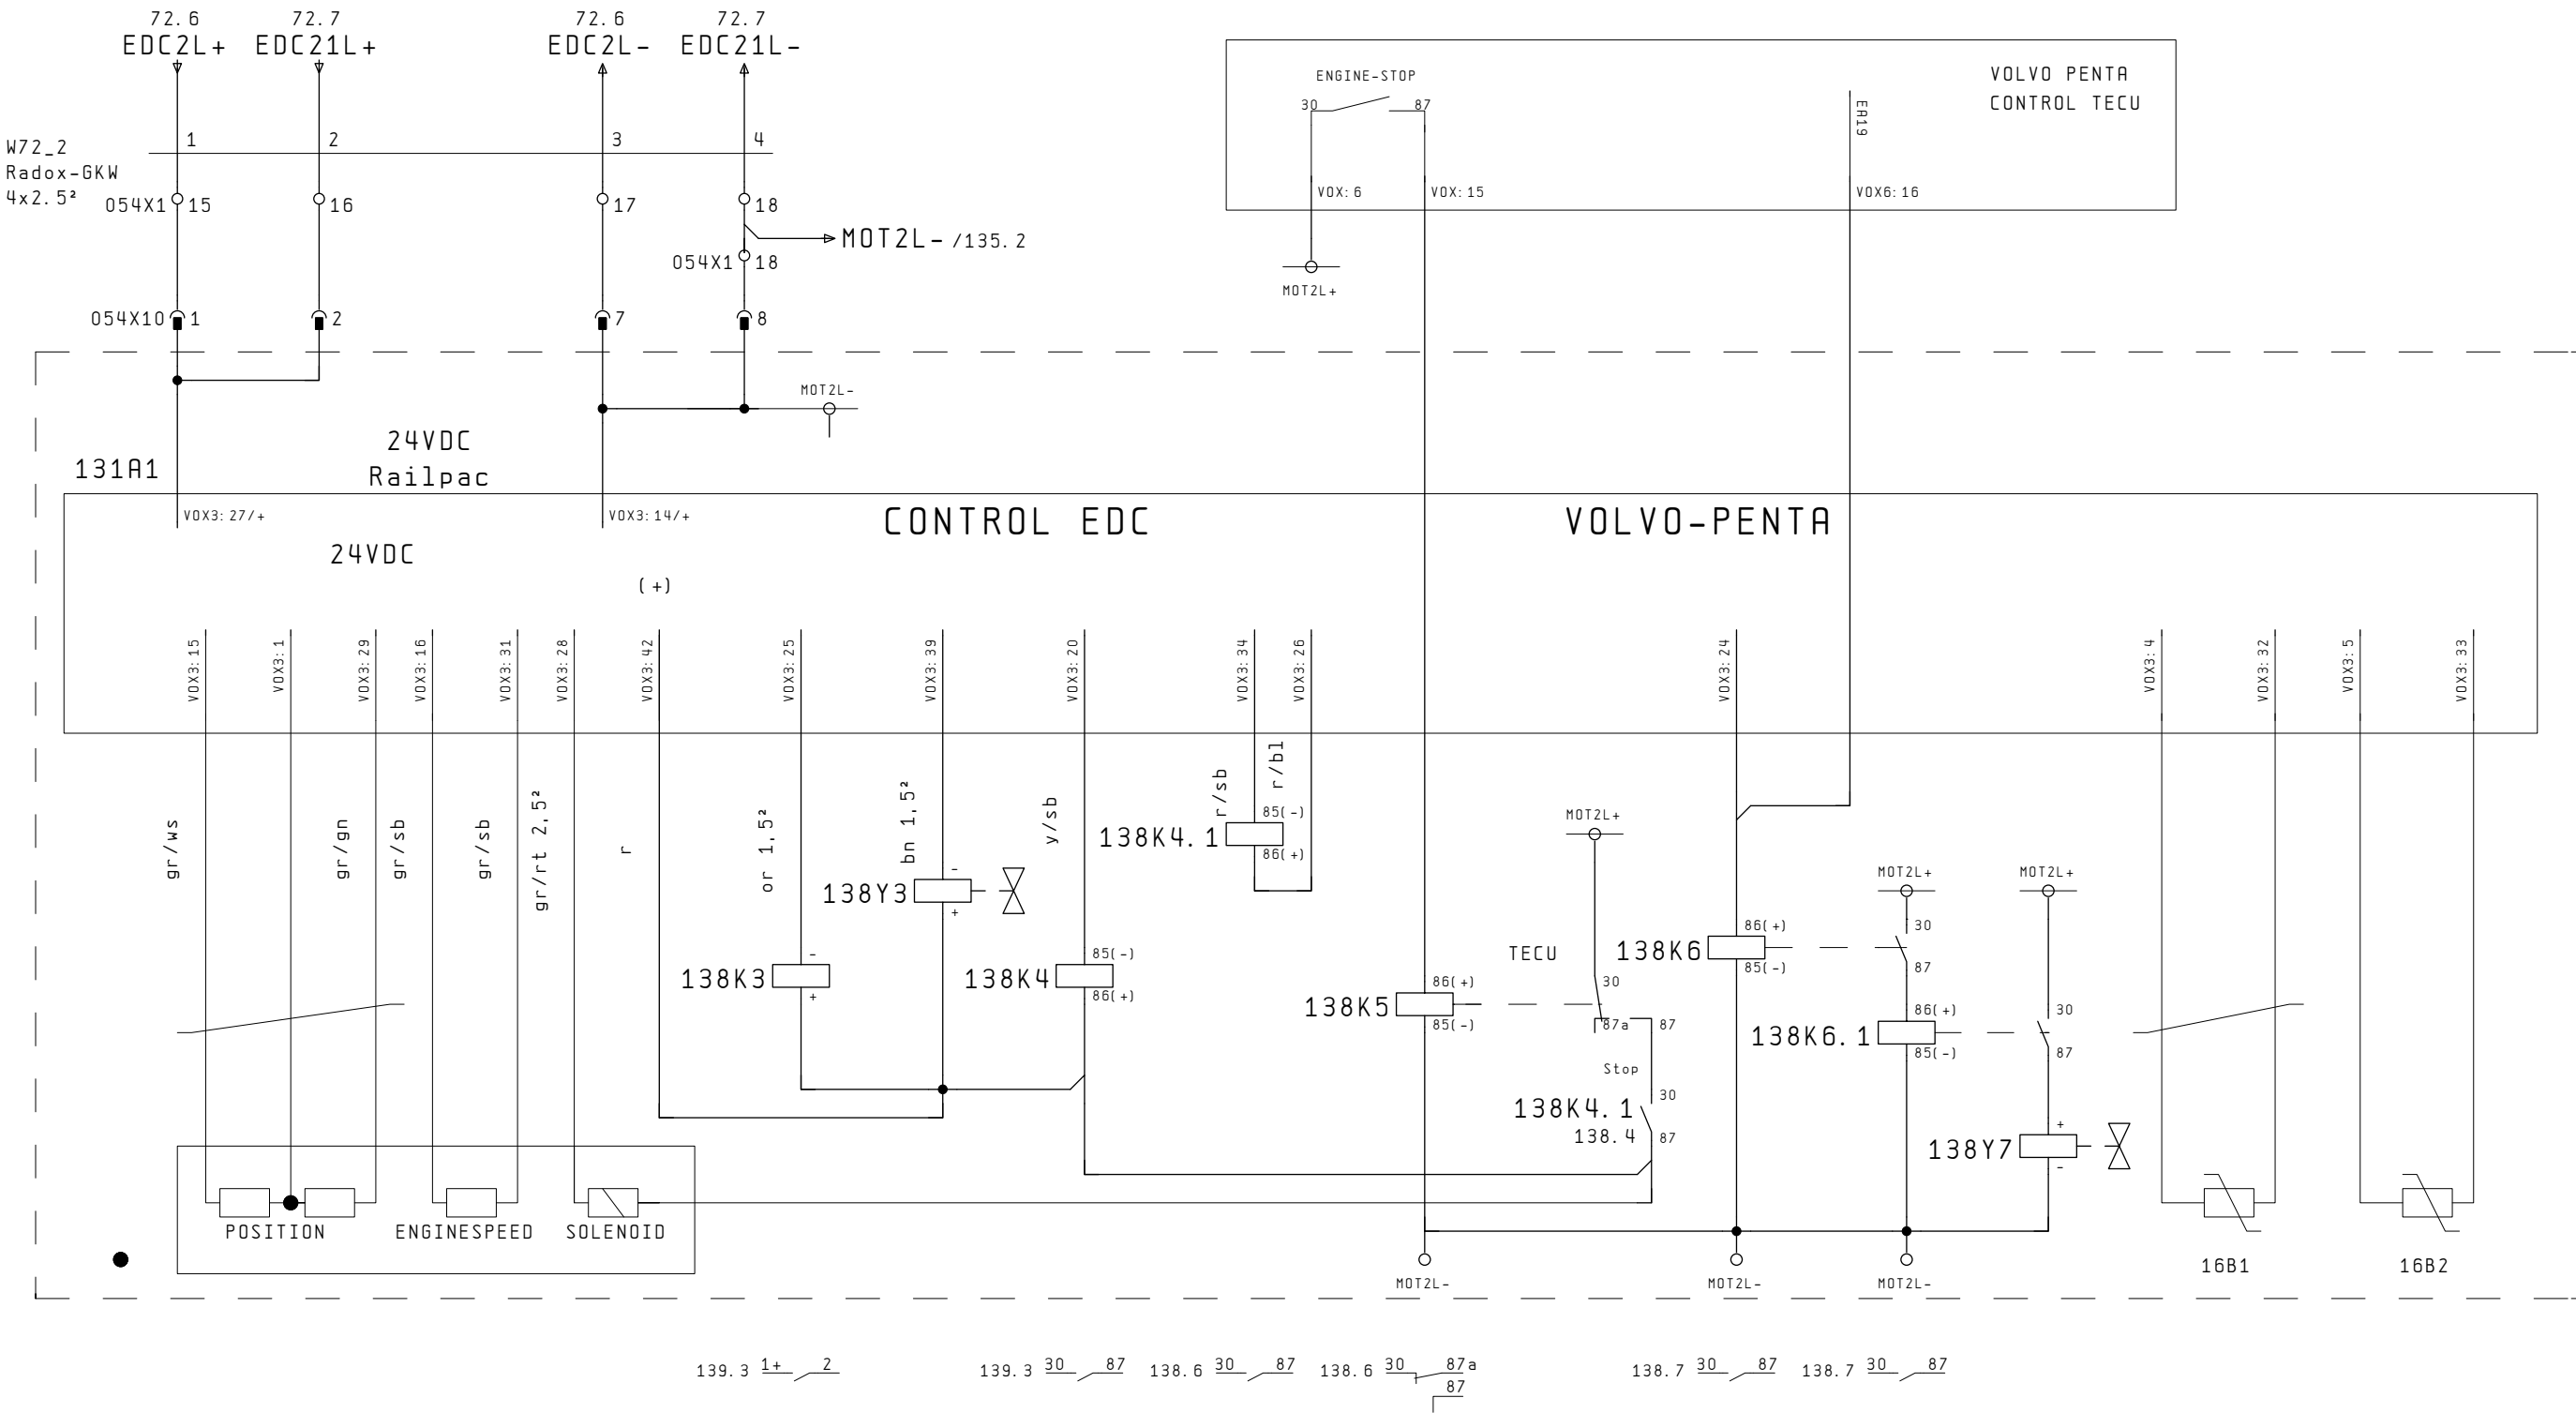 72.6 72.7 72.6 72.7
EDC2L+ EDC21L+ EDC2L- EDC21L-
ENGINE-STOP
VOLVO PENTA
CONTROL TECU
30 87
EA19
W72_2
Radox-GKW
4x2.5²
1 2 3 4
VOX:6 VOX:15 VOX6:16
054X1 15 16 17 18
MOT2L- /135.2
054X1 18
MOT2L+
054X10 1 2 7 8
MOT2L-
24VDC
Railpac
131A1
VOX3:27/+ VOX3:14/+
CONTROL EDC VOLVO-PENTA
24VDC
(+)
VOX3:15 VOX3:1 VOX3:29 VOX3:16 VOX3:31 VOX3:28 VOX3:42 VOX3:25 VOX3:39 VOX3:20 VOX3:34 VOX3:26 VOX3:24 VOX3:4 VOX3:32 VOX3:5 VOX3:33
gr/ws gr/gn gr/sb gr/sb gr/rt 2,5² r or 1,5² bn 1,5² y/sb r/sb r/bl
138K4.1 85(-)
86(+)
MOT2L+
MOT2L+ MOT2L+
138Y3 -
+
138K3 -
+
138K4 85(-)
86(+)
TECU
138K6 86(+)
85(-)
30
87
138K5 86(+)
85(-)
30
87a 87
138K6.1 86(+)
85(-)
30
87
Stop
138K4.1 30
138.4 87
138Y7 +
-
POSITION ENGINESPEED SOLENOID
16B1 16B2
MOT2L- MOT2L- MOT2L-
139.3 1+ 2
139.3 30 87
138.6 30 87
138.6 30 87a
87
138.7 30 87
138.7 30 87